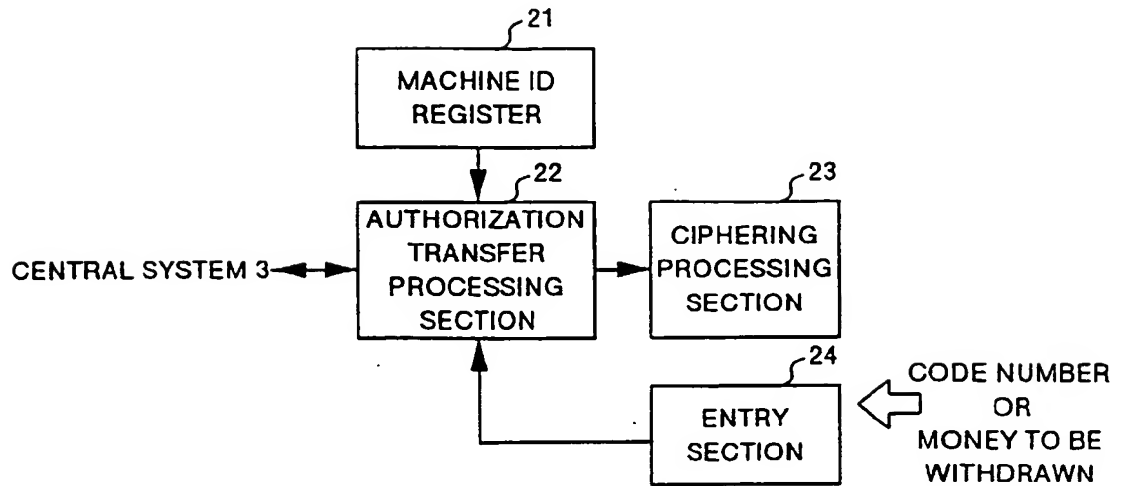 21
MACHINE ID
REGISTER
22
AUTHORIZATION
TRANSFER
PROCESSING
SECTION
23
CIPHERING
PROCESSING
SECTION
CENTRAL SYSTEM 3
24
ENTRY
SECTION
CODE NUMBER
OR
MONEY TO BE
WITHDRAWN